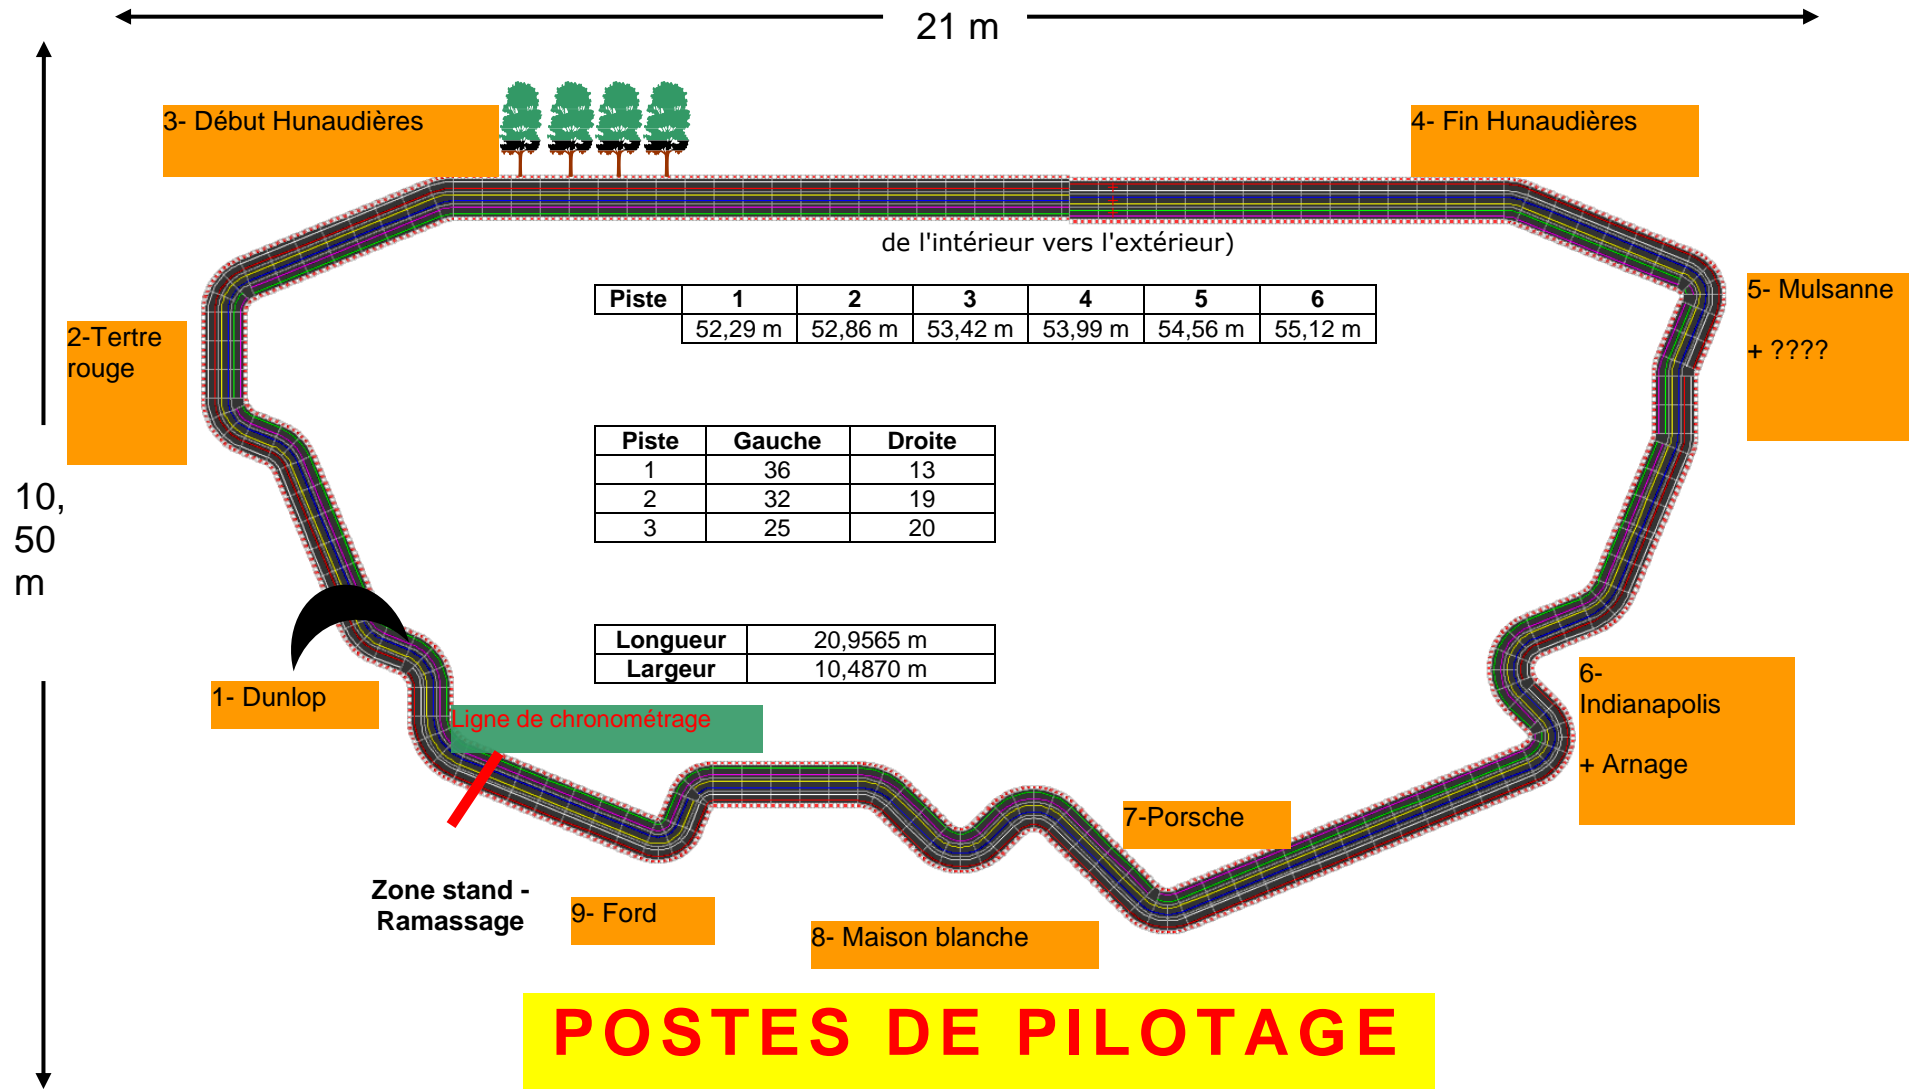 21 m
3- Début Hunaudières
4- Fin Hunaudières
de l'intérieur vers l'extérieur)
5- Mulsanne
+ ????
Piste 1 2 3 4 5 6
52,29 m 52,86 m 53,42 m 53,99 m 54,56 m 55,12 m
2-Tertre
rouge
Piste Gauche Droite
1 36 13
2 32 19
3 25 20
10,
50
m
Longueur 20,9565 m
Largeur 10,4870 m
1- Dunlop
6-
Indianapolis
+ Arnage
Ligne de chronométrage
7-Porsche
Zone stand -
Ramassage
9- Ford
8- Maison blanche
POSTES DE PILOTAGE